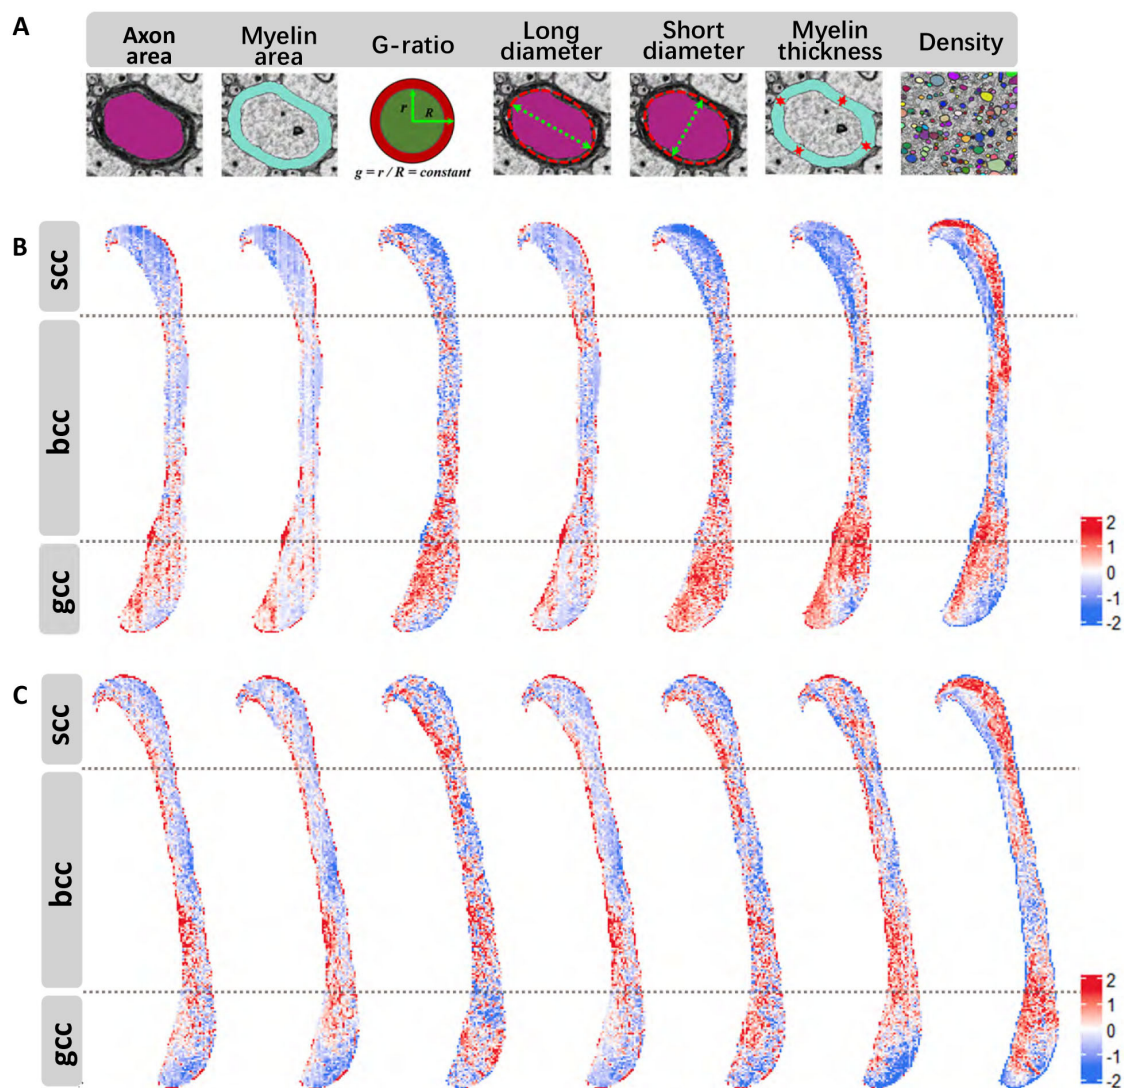 A
Axon
area
Myelin
area
G-ratio
Long
diameter
Short
diameter
Myelin
thickness
Density
r
R
g = r / R = constant
B
scc
bcc
gcc
2
1
0
-1
-2
C
scc
bcc
gcc
2
1
0
-1
-2